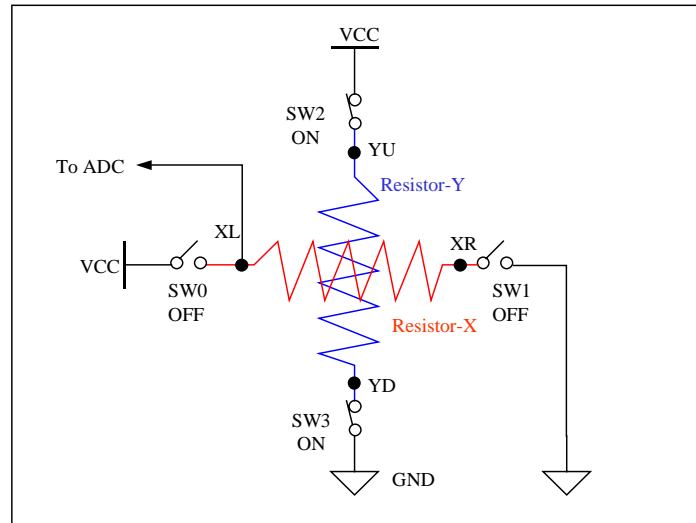 VCC
SW2
ON
YU
To ADC
Resistor-Y
XL
XR
VCC
SW0
OFF
SW1
OFF
Resistor-X
YD
SW3
ON
GND